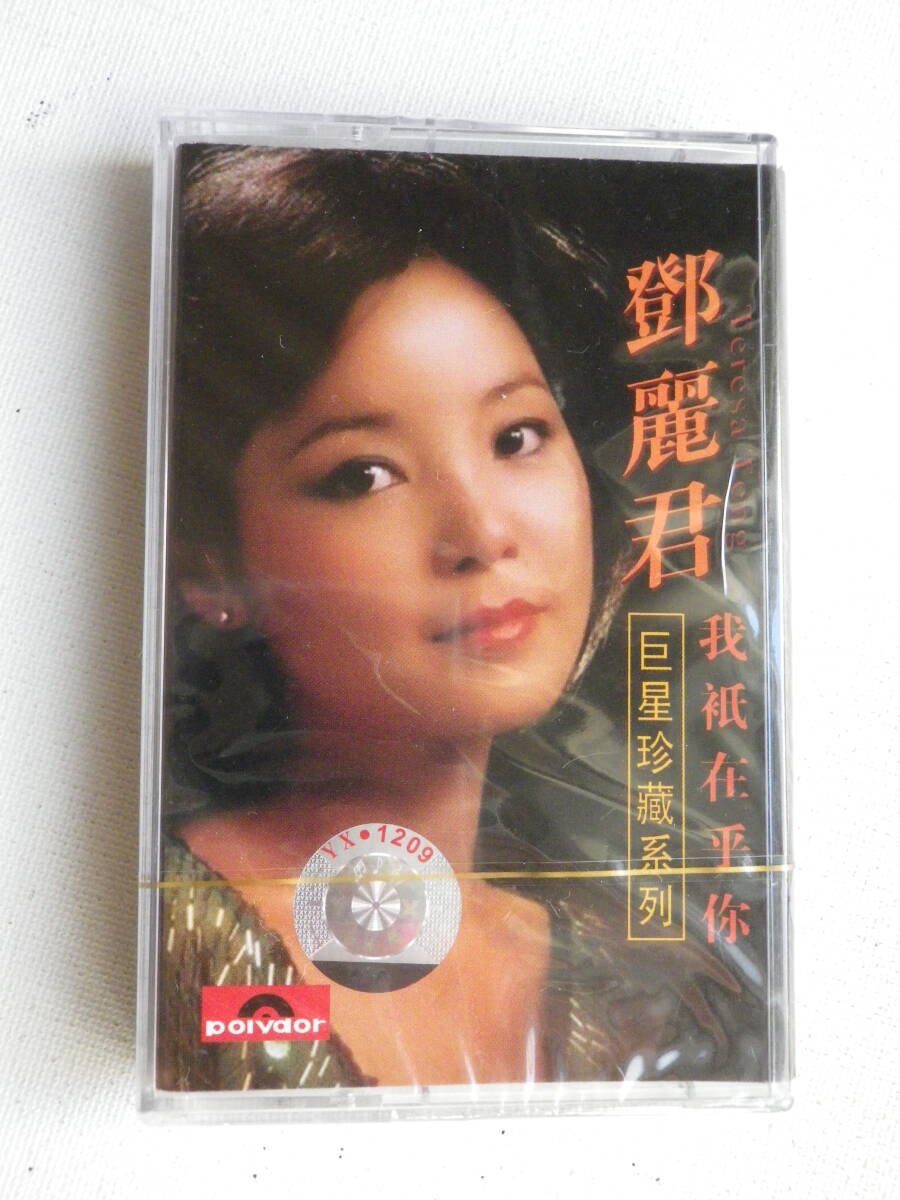 鄧麗君
Teresa Teng
我祇在乎你
巨星珍藏系列
YX•1209
polydor